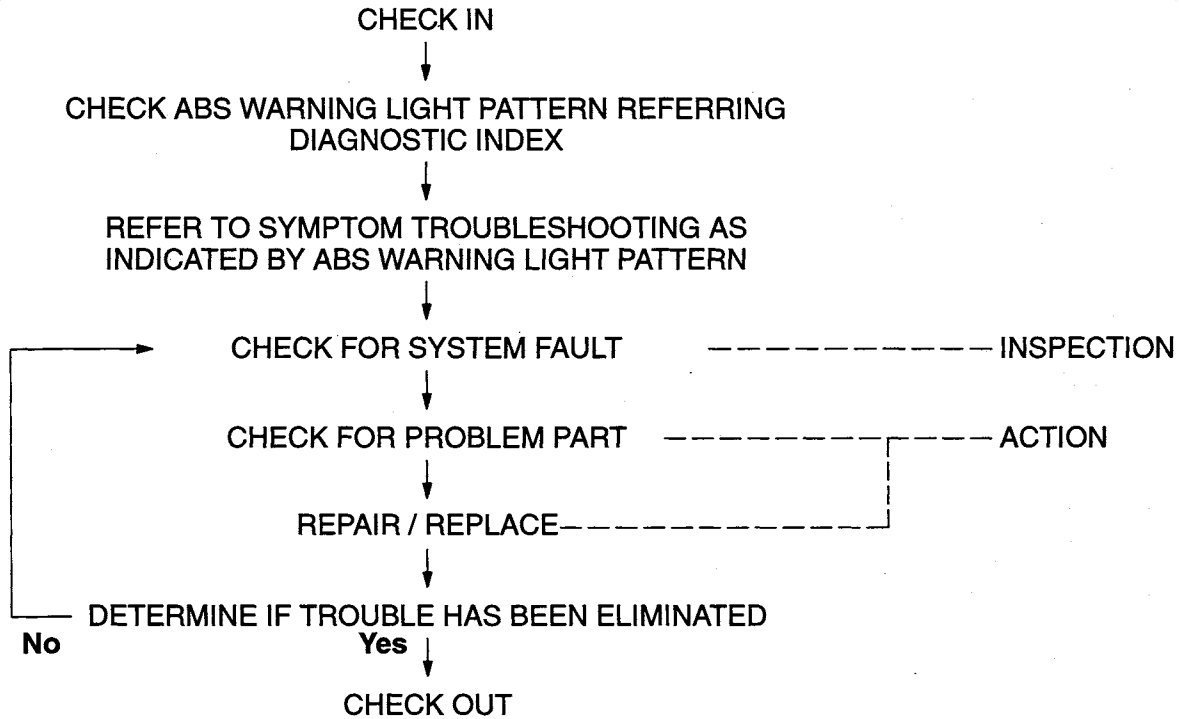 CHECK IN
CHECK ABS WARNING LIGHT PATTERN REFERRING
DIAGNOSTIC INDEX
REFER TO SYMPTOM TROUBLESHOOTING AS
INDICATED BY ABS WARNING LIGHT PATTERN
CHECK FOR SYSTEM FAULT
INSPECTION
CHECK FOR PROBLEM PART
ACTION
REPAIR / REPLACE
DETERMINE IF TROUBLE HAS BEEN ELIMINATED
No
Yes
CHECK OUT